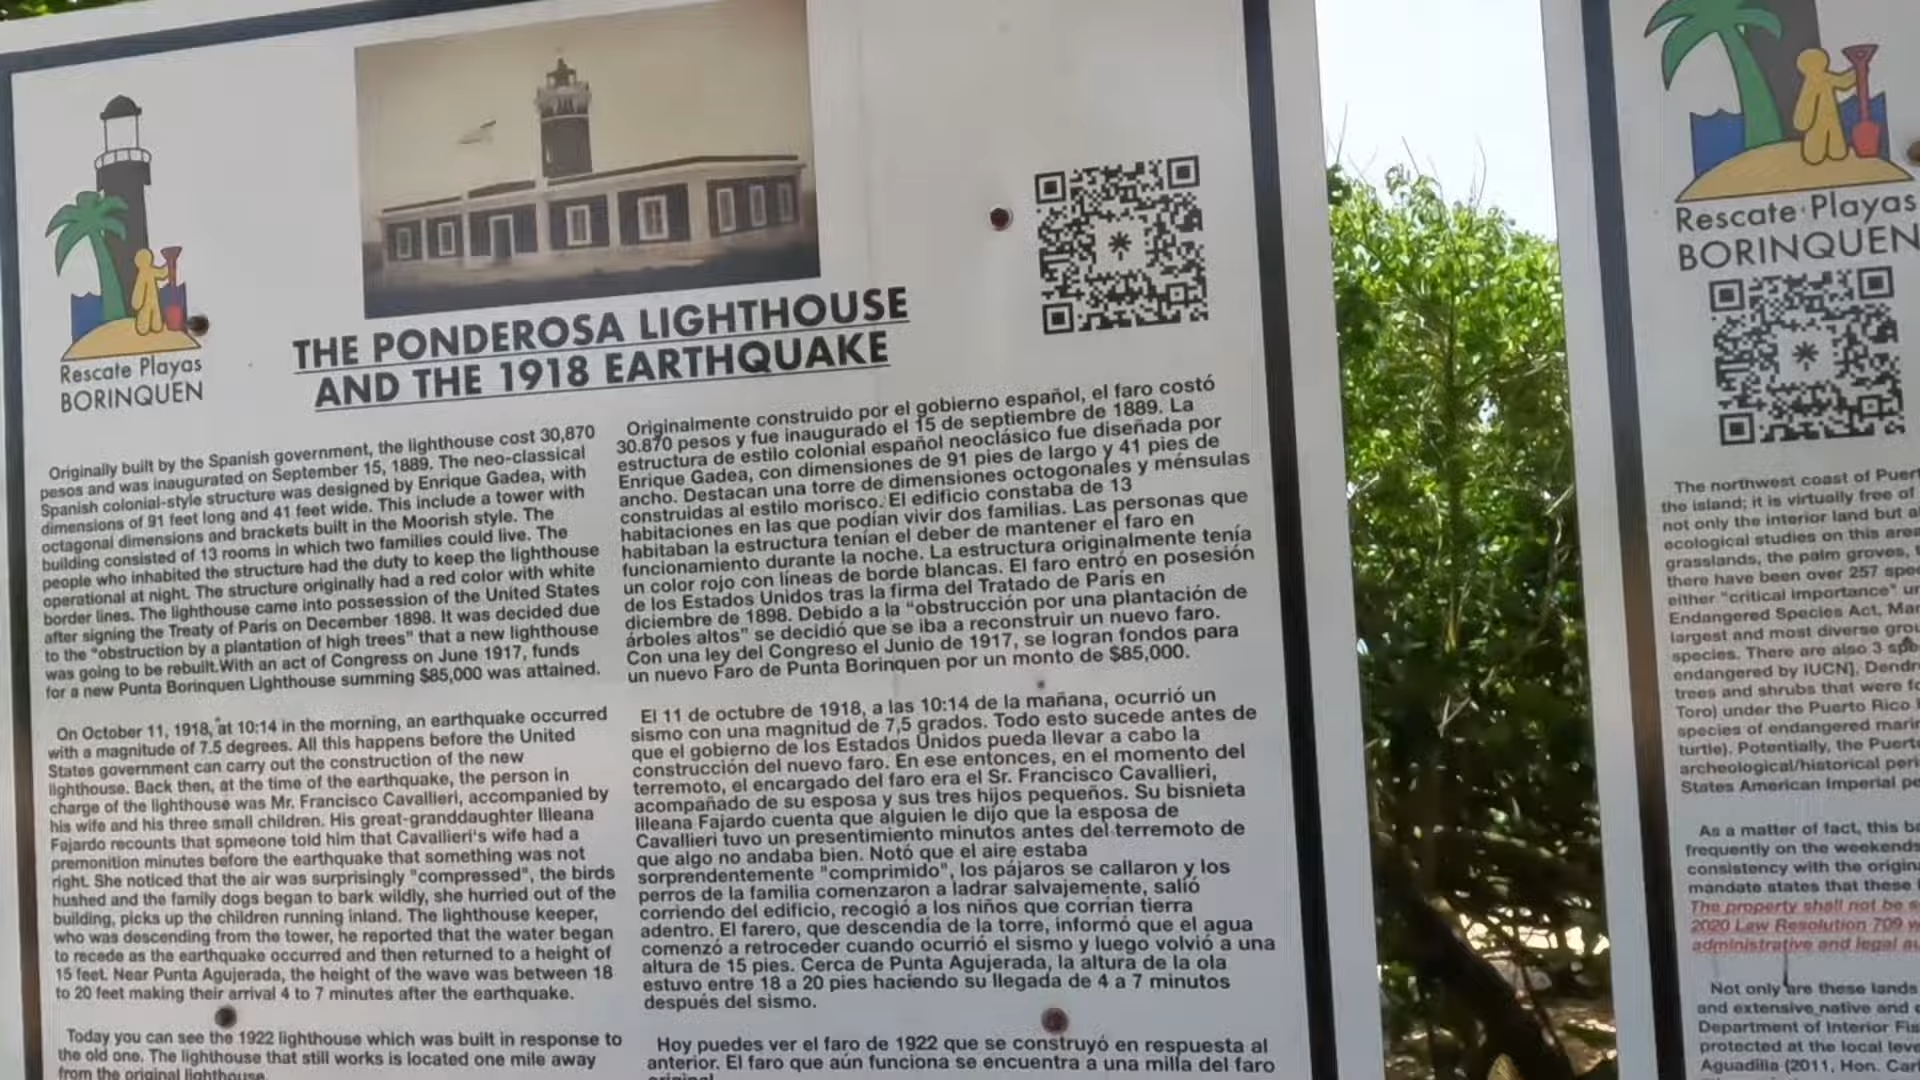 Rescate Playas
BORINQUEN
THE PONDEROSA LIGHTHOUSE
AND THE 1918 EARTHQUAKE
Originally built by the Spanish government, the lighthouse cost 30,870
pesos and was inaugurated on September 15, 1889. The neo-classical
Spanish colonial-style structure was designed by Enrique Gadea, with
dimensions of 91 feet long and 41 feet wide. This include a tower with
octagonal dimensions and brackets built in the Moorish style. The
building consisted of 13 rooms in which two families could live. The
people who inhabited the structure had the duty to keep the lighthouse
operational at night. The structure originally had a red color with white
border lines. The lighthouse came into possession of the United States
after signing the Treaty of Paris on December 1898. It was decided due
to the "obstruction by a plantation of high trees" that a new lighthouse
was going to be rebuilt.With an act of Congress on June 1917, funds
for a new Punta Borinquen Lighthouse summing $85,000 was attained.
On October 11, 1918, at 10:14 in the morning, an earthquake occurred
with a magnitude of 7.5 degrees. All this happens before the United
States government can carry out the construction of the new
lighthouse. Back then, at the time of the earthquake, the person in
charge of the lighthouse was Mr. Francisco Cavallieri, accompanied by
his wife and his three small children. His great-granddaughter Illeana
Fajardo recounts that someone told him that Cavallieri's wife had a
premonition minutes before the earthquake that something was not
right. She noticed that the air was surprisingly "compressed", the birds
hushed and the family dogs began to bark wildly, she hurried out of the
building, picks up the children running inland. The lighthouse keeper,
who was descending from the tower, he reported that the water began
to recede as the earthquake occurred and then returned to a height of
15 feet. Near Punta Agujerada, the height of the wave was between 18
to 20 feet making their arrival 4 to 7 minutes after the earthquake.
Today you can see the 1922 lighthouse which was built in response to
the old one. The lighthouse that still works is located one mile away
from the original lighthouse.
Originalmente construido por el gobierno español, el faro costó
30.870 pesos y fue inaugurado el 15 de septiembre de 1889. La
estructura de estilo colonial español neoclásico fue diseñada por
Enrique Gadea, con dimensiones de 91 pies de largo y 41 pies de
ancho. Destacan una torre de dimensiones octogonales y ménsulas
construidas al estilo morisco. El edificio constaba de 13
habitaciones en las que podían vivir dos familias. Las personas que
habitaban la estructura tenían el deber de mantener el faro en
funcionamiento durante la noche. La estructura originalmente tenía
un color rojo con líneas de borde blancas. El faro entró en posesión
de los Estados Unidos tras la firma del Tratado de París en
diciembre de 1898. Debido a la "obstrucción por una plantación de
árboles altos" se decidió que se iba a reconstruir un nuevo faro.
Con una ley del Congreso el Junio de 1917, se logran fondos para
un nuevo Faro de Punta Borinquen por un monto de $85,000.
El 11 de octubre de 1918, a las 10:14 de la mañana, ocurrió un
sismo con una magnitud de 7,5 grados. Todo esto sucede antes de
que el gobierno de los Estados Unidos pueda llevar a cabo la
construcción del nuevo faro. En ese entonces, en el momento del
terremoto, el encargado del faro era el Sr. Francisco Cavallieri,
acompañado de su esposa y sus tres hijos pequeños. Su bisnieta
Illeana Fajardo cuenta que alguien le dijo que la esposa de
Cavallieri tuvo un presentimiento minutos antes del terremoto de
que algo no andaba bien. Notó que el aire estaba
sorprendentemente "comprimido", los pájaros se callaron y los
perros de la familia comenzaron a ladrar salvajemente, salió
corriendo del edificio, recogió a los niños que corrían tierra
adentro. El farero, que descendía de la torre, informó que el agua
comenzó a retroceder cuando ocurrió el sismo y luego volvió a una
altura de 15 pies. Cerca de Punta Agujerada, la altura de la ola
estuvo entre 18 a 20 pies haciendo su llegada de 4 a 7 minutos
después del sismo.
Hoy puedes ver el faro de 1922 que se construyó en respuesta al
anterior. El faro que aún funciona se encuentra a una milla del faro
Rescate Playas
BORINQUEN
The northwest coast of Puert
the island; it is virtually free of
not only the interior land but al
ecological studies on this area
grasslands, the palm groves,
there have been over 257 spe
either "critical importance" un
Endangered Species Act, Mar
largest and most diverse grou
species. There are also 3 spe
endangered by IUCN], Dendr
trees and shrubs that were fo
Toro) under the Puerto Rico
species of endangered mari
turtle). Potentially, the Puert
archeological/historical peri
States American Imperial pe
As a matter of fact, this ba
frequently on the weekends
consistency with the origin
mandate states that these
The property shall not be s
2020 Law Resolution 709 w
administrative and legal au
Not only are these lands
and extensive native and
Department of Interior Fis
protected at the local leve
Aguadilla (2011, Hon. Carl